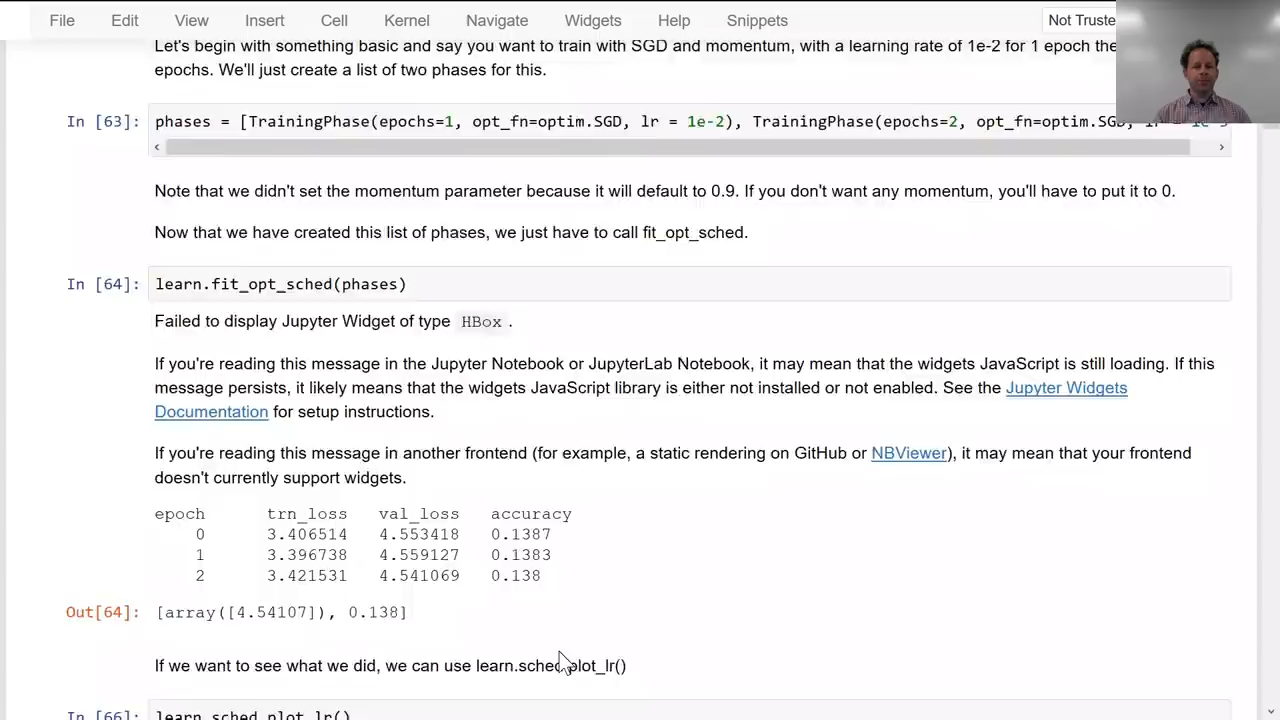 File Edit View Insert Cell Kernel Navigate Widgets Help Snippets Not Truste
Let's begin with something basic and say you want to train with SGD and momentum, with a learning rate of 1e-2 for 1 epoch the
epochs. We'll just create a list of two phases for this.
In [63]: phases = [TrainingPhase(epochs=1, opt_fn=optim.SGD, lr = 1e-2), TrainingPhase(epochs=2, opt_fn=optim.SGD, lr = 1e-3
Note that we didn't set the momentum parameter because it will default to 0.9. If you don't want any momentum, you'll have to put it to 0.
Now that we have created this list of phases, we just have to call fit_opt_sched.
In [64]: learn.fit_opt_sched(phases)
Failed to display Jupyter Widget of type HBox .
If you're reading this message in the Jupyter Notebook or JupyterLab Notebook, it may mean that the widgets JavaScript is still loading. If this
message persists, it likely means that the widgets JavaScript library is either not installed or not enabled. See the Jupyter Widgets
Documentation for setup instructions.
If you're reading this message in another frontend (for example, a static rendering on GitHub or NBViewer), it may mean that your frontend
doesn't currently support widgets.
epoch trn_loss val_loss accuracy
0 3.406514 4.553418 0.1387
1 3.396738 4.559127 0.1383
2 3.421531 4.541069 0.138
Out[64]: [array([4.54107]), 0.138]
If we want to see what we did, we can use learn.sched.plot_lr()
In [66]: learn.sched.plot_lr()